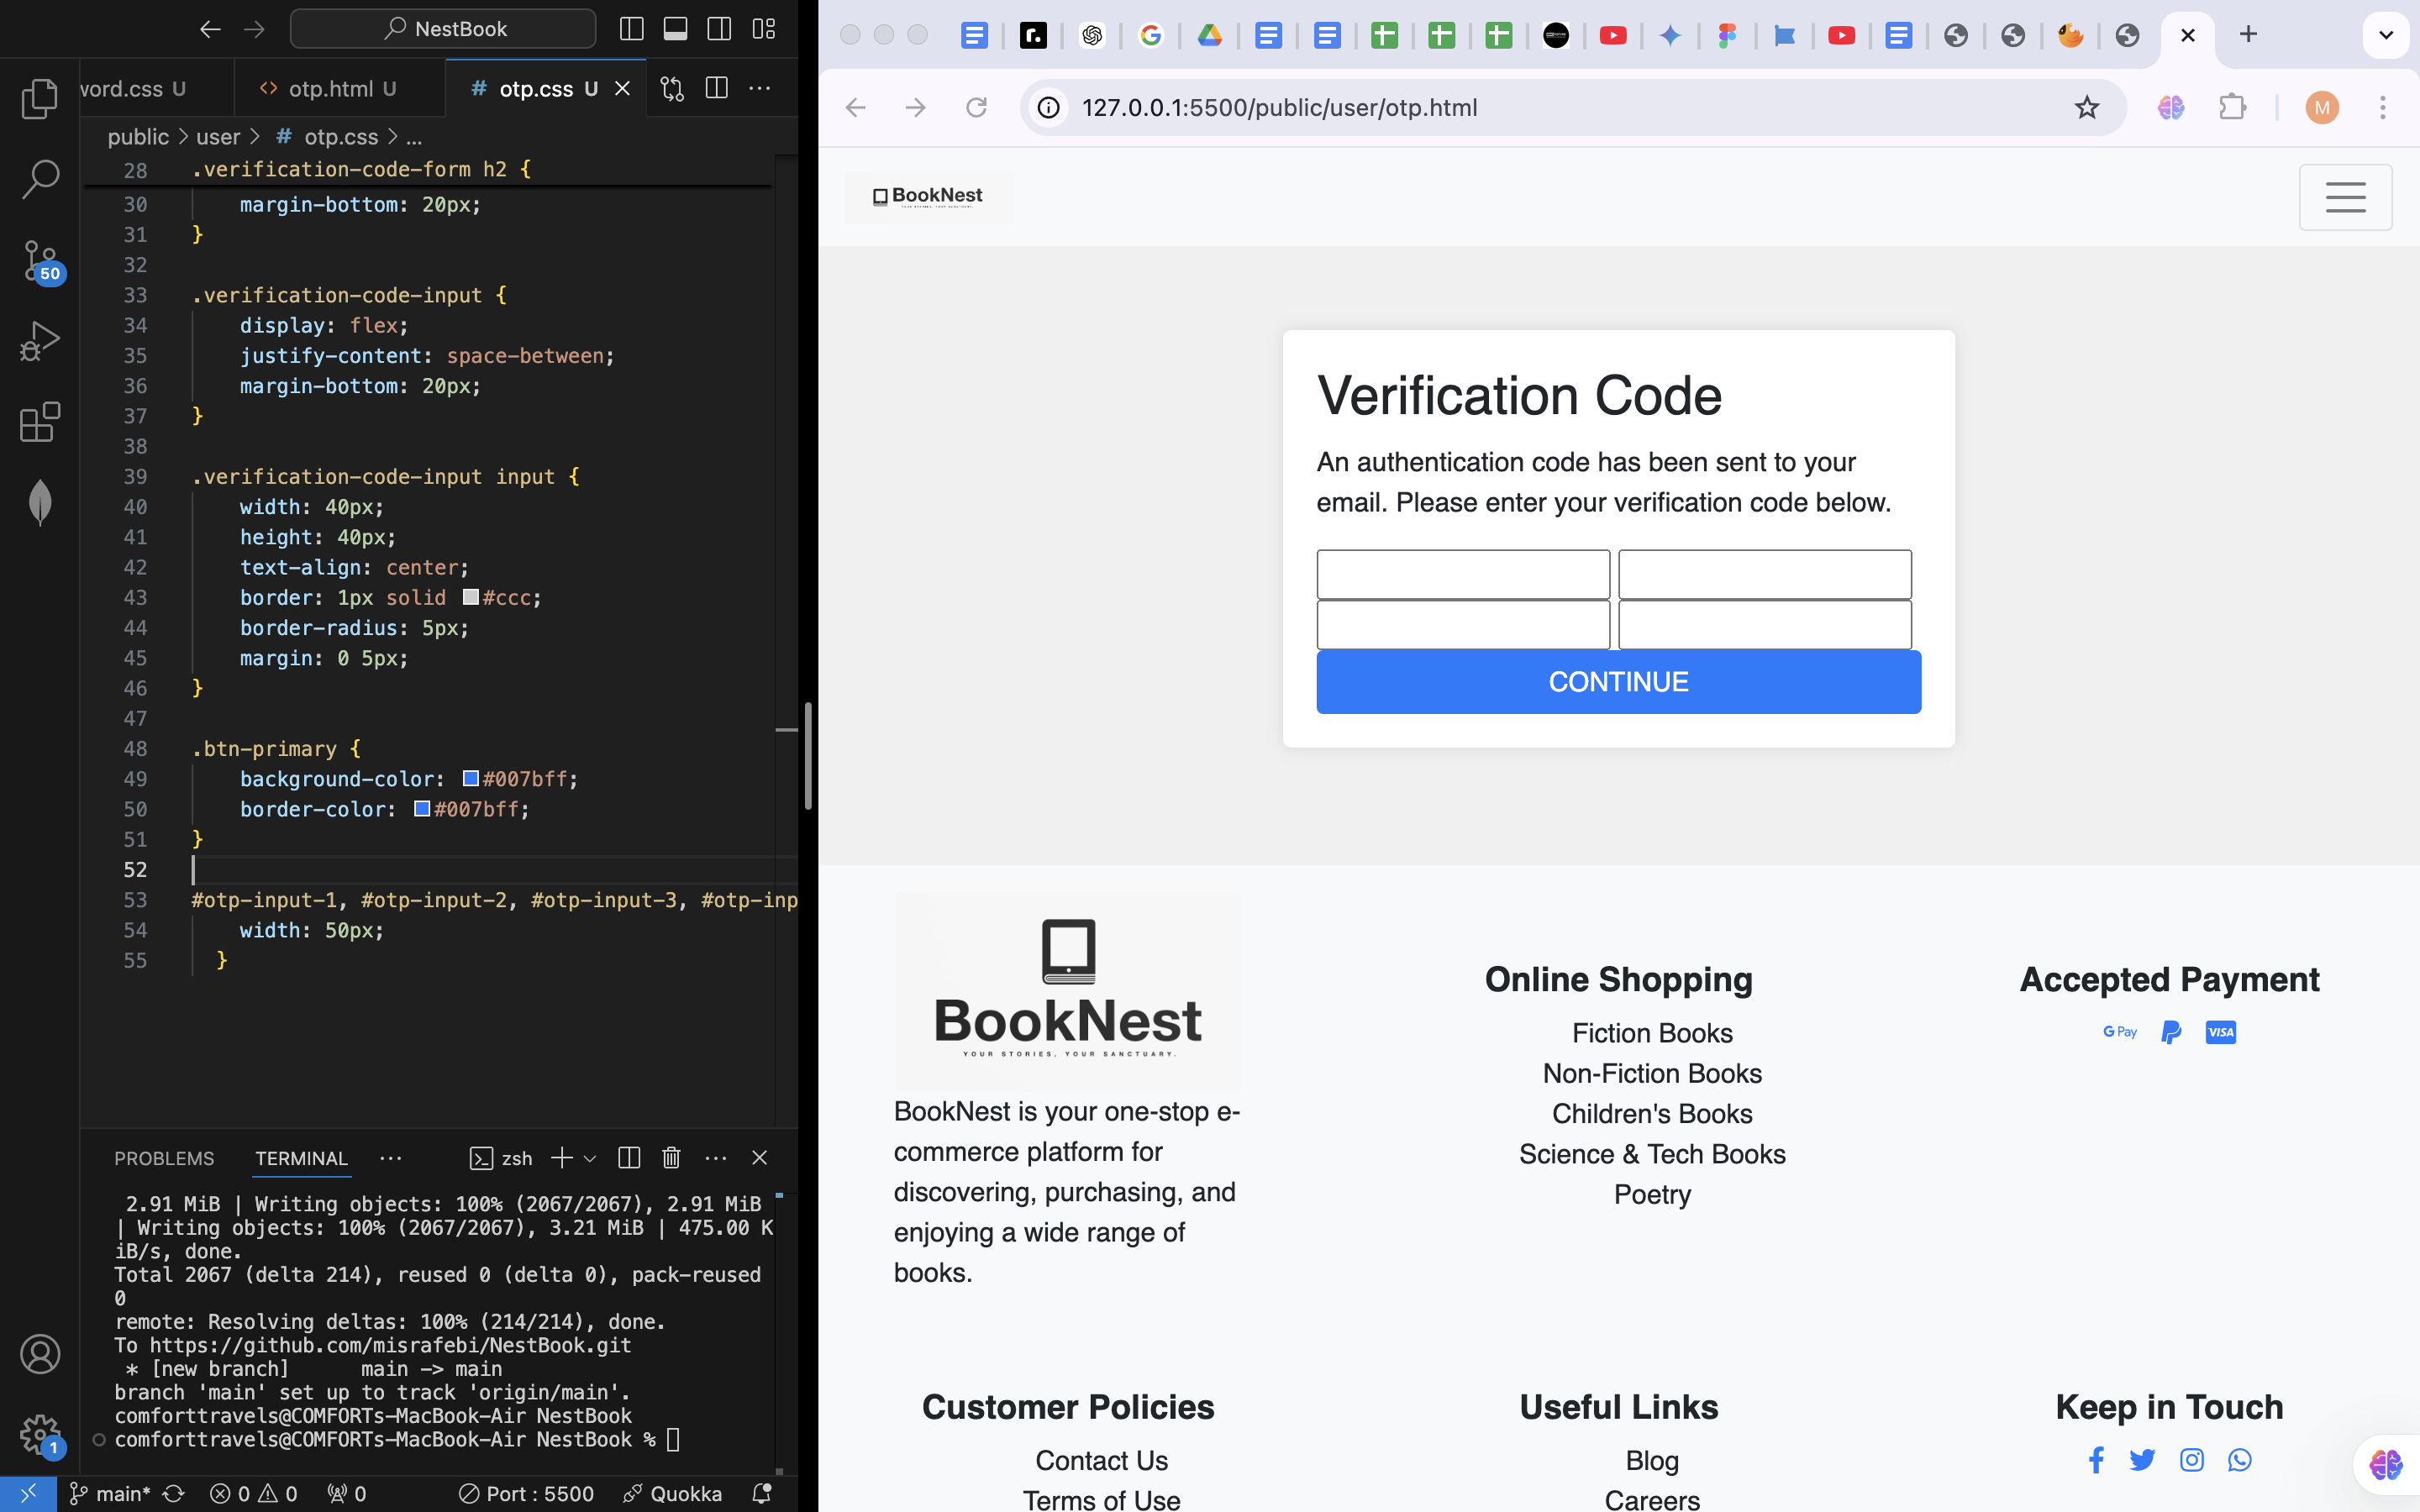 NestBook
word.css U
<> otp.html U
# otp.css U
public > user > # otp.css > ...
28 .verification-code-form h2 {
30 margin-bottom: 20px;
31 }
32
33 .verification-code-input {
34 display: flex;
35 justify-content: space-between;
36 margin-bottom: 20px;
37 }
38
39 .verification-code-input input {
40 width: 40px;
41 height: 40px;
42 text-align: center;
43 border: 1px solid #ccc;
44 border-radius: 5px;
45 margin: 0 5px;
46 }
47
48 .btn-primary {
49 background-color: #007bff;
50 border-color: #007bff;
51 }
52
53 #otp-input-1, #otp-input-2, #otp-input-3, #otp-inp
54 width: 50px;
55 }
50
1
PROBLEMS TERMINAL ... zsh
2.91 MiB | Writing objects: 100% (2067/2067), 2.91 MiB
| Writing objects: 100% (2067/2067), 3.21 MiB | 475.00 K
iB/s, done.
Total 2067 (delta 214), reused 0 (delta 0), pack-reused
0
remote: Resolving deltas: 100% (214/214), done.
To https://github.com/misrafebi/NestBook.git
* [new branch] main -> main
branch 'main' set up to track 'origin/main'.
comforttravels@COMFORTs-MacBook-Air NestBook
comforttravels@COMFORTs-MacBook-Air NestBook %
main* 0 0 0 Port : 5500 Quokka
127.0.0.1:5500/public/user/otp.html
M
BookNest
Verification Code
An authentication code has been sent to your
email. Please enter your verification code below.
CONTINUE
BookNest
YOUR STORIES. YOUR SANCTUARY.
BookNest is your one-stop e-
commerce platform for
discovering, purchasing, and
enjoying a wide range of
books.
Online Shopping
Fiction Books
Non-Fiction Books
Children's Books
Science & Tech Books
Poetry
Accepted Payment
G Pay
VISA
Customer Policies
Contact Us
Terms of Use
Useful Links
Blog
Careers
Keep in Touch